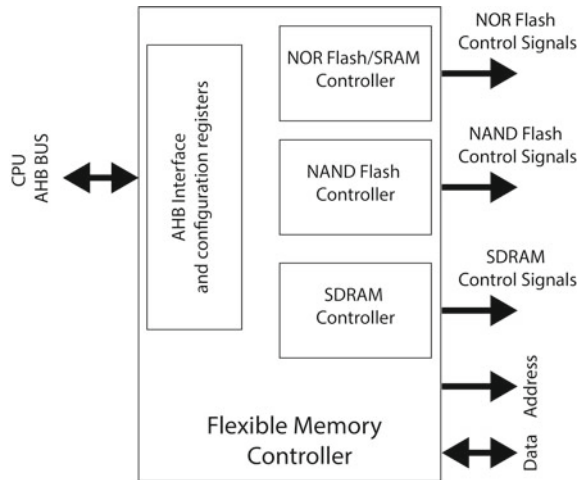 NOR Flash
Control Signals
NOR Flash/SRAM
Controller
CPU
AHB BUS
AHB Interface
and configuration registers
NAND Flash
Control Signals
NAND Flash
Controller
SDRAM
Control Signals
SDRAM
Controller
Address
Flexible Memory
Controller
Data